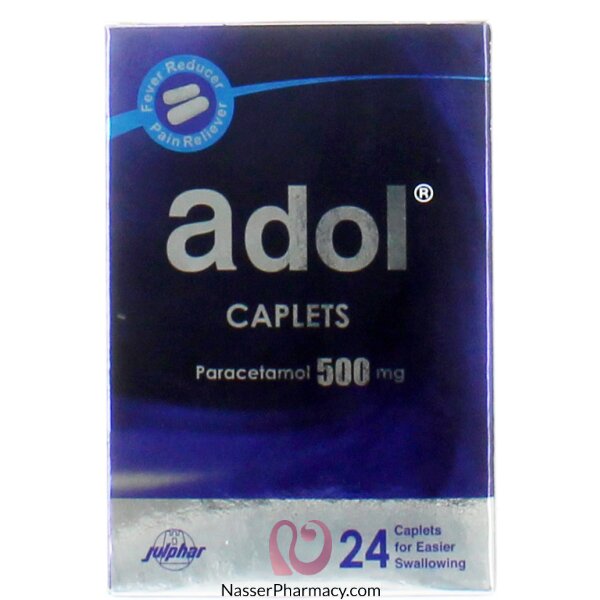 Fever Reducer
Pain Reliever
adol®
CAPLETS
Paracetamol 500 mg
julphar
24 Caplets
for Easier
Swallowing
NasserPharmacy.com